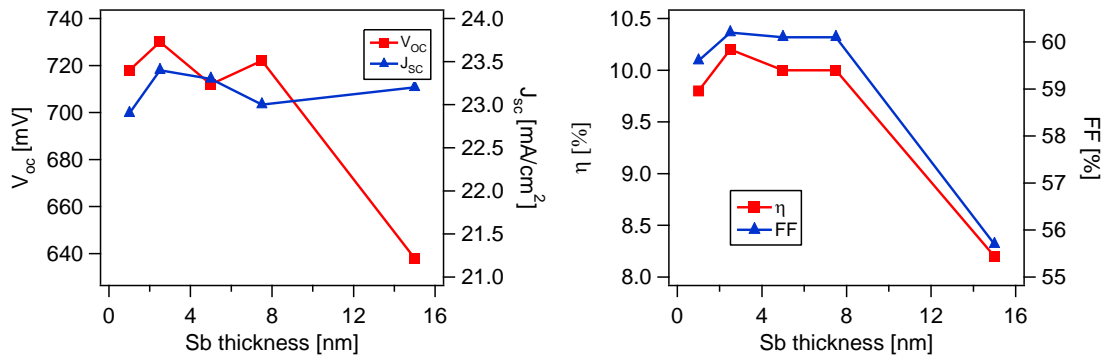 740
720
700
680
660
640
V_oc [mV]
24.0
23.5
23.0
22.5
22.0
21.5
21.0
J_sc [mA/cm²]
V_OC
J_SC
0 4 8 12 16
Sb thickness [nm]
10.5
10.0
9.5
9.0
8.5
8.0
η [%]
60
59
58
57
56
55
FF [%]
η
FF
0 4 8 12 16
Sb thickness [nm]